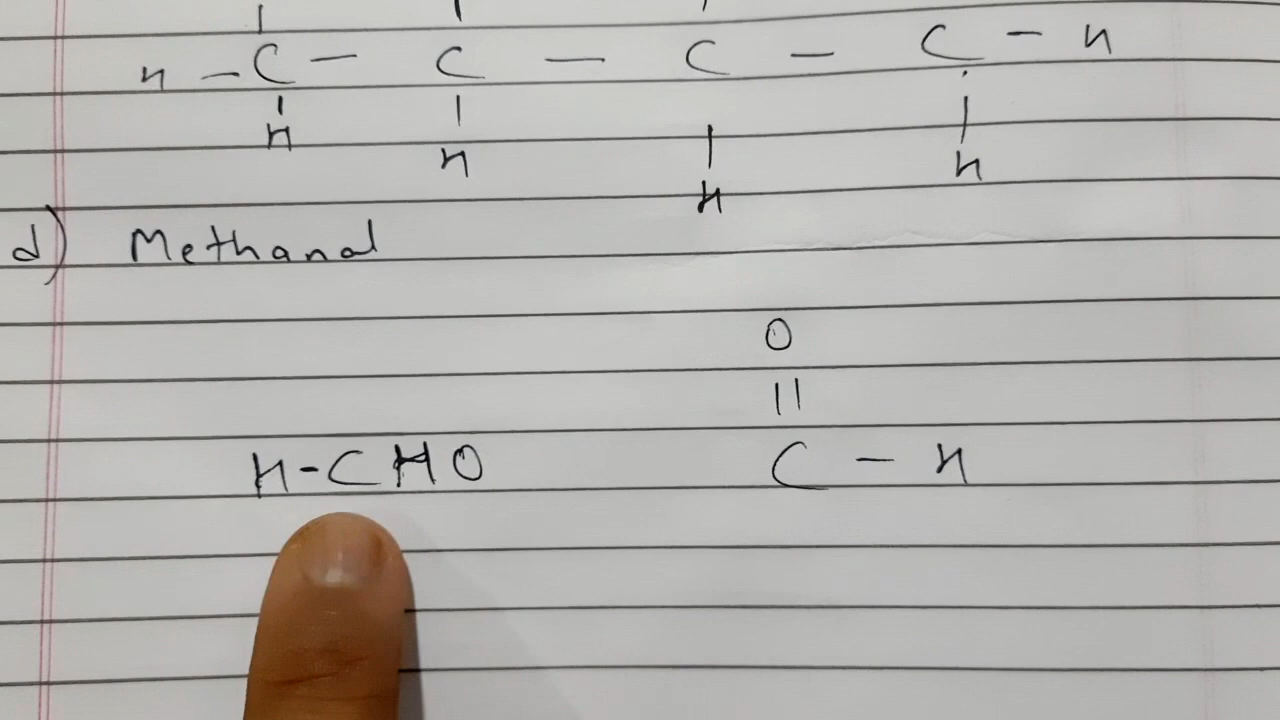 H - C - C - C - C - H
H H H H
d) Methanal
O
||
H-CHO C - H